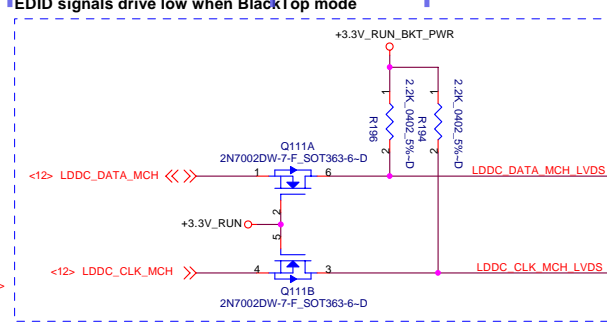 EDID signals drive low when BlackTop mode
+3.3V_RUN_BKT_PWR
1
1
2.2K_0402_5%~D
2.2K_0402_5%~D
R196
R194
2
2
Q111A
2N7002DW-7-F_SOT363-6~D
<12> LDDC_DATA_MCH
1
6
LDDC_DATA_MCH_LVDS
2
+3.3V_RUN
5
<12> LDDC_CLK_MCH
4
3
LDDC_CLK_MCH_LVDS
Q111B
2N7002DW-7-F_SOT363-6~D
>